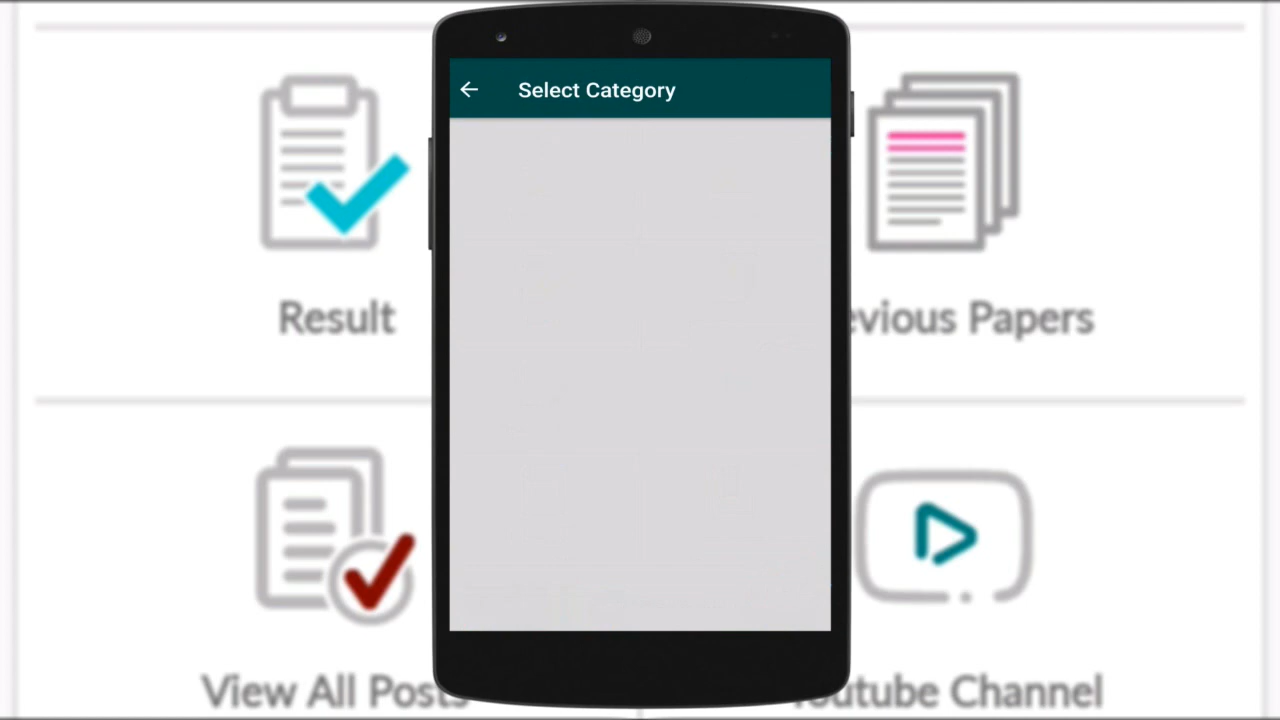 Select Category
Result
evious Papers
View All Posts
outube Channel